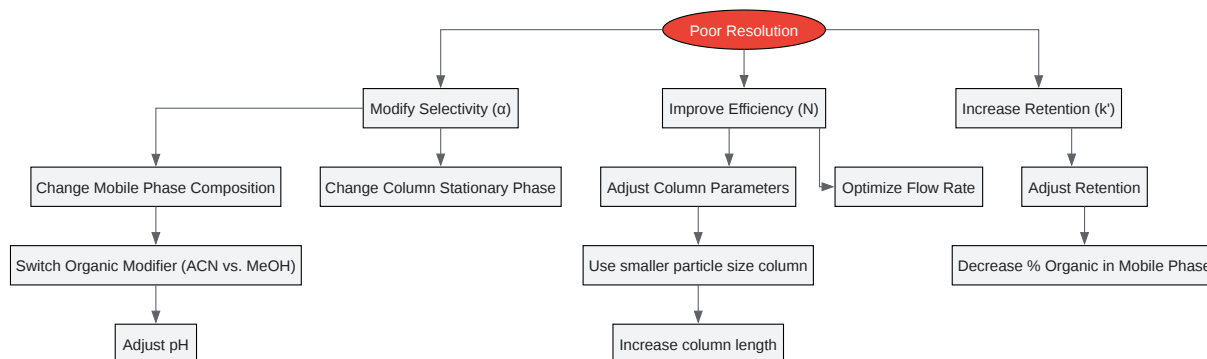 Poor Resolution
Modify Selectivity (α)
Improve Efficiency (N)
Increase Retention (k')
Change Mobile Phase Composition
Change Column Stationary Phase
Adjust Column Parameters
Optimize Flow Rate
Adjust Retention
Switch Organic Modifier (ACN vs. MeOH)
Use smaller particle size column
Decrease % Organic in Mobile Phase
Adjust pH
Increase column length